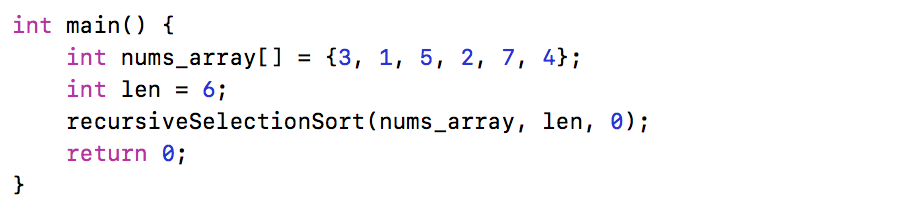 int main() {
    int nums_array[] = {3, 1, 5, 2, 7, 4};
    int len = 6;
    recursiveSelectionSort(nums_array, len, 0);
    return 0;
}